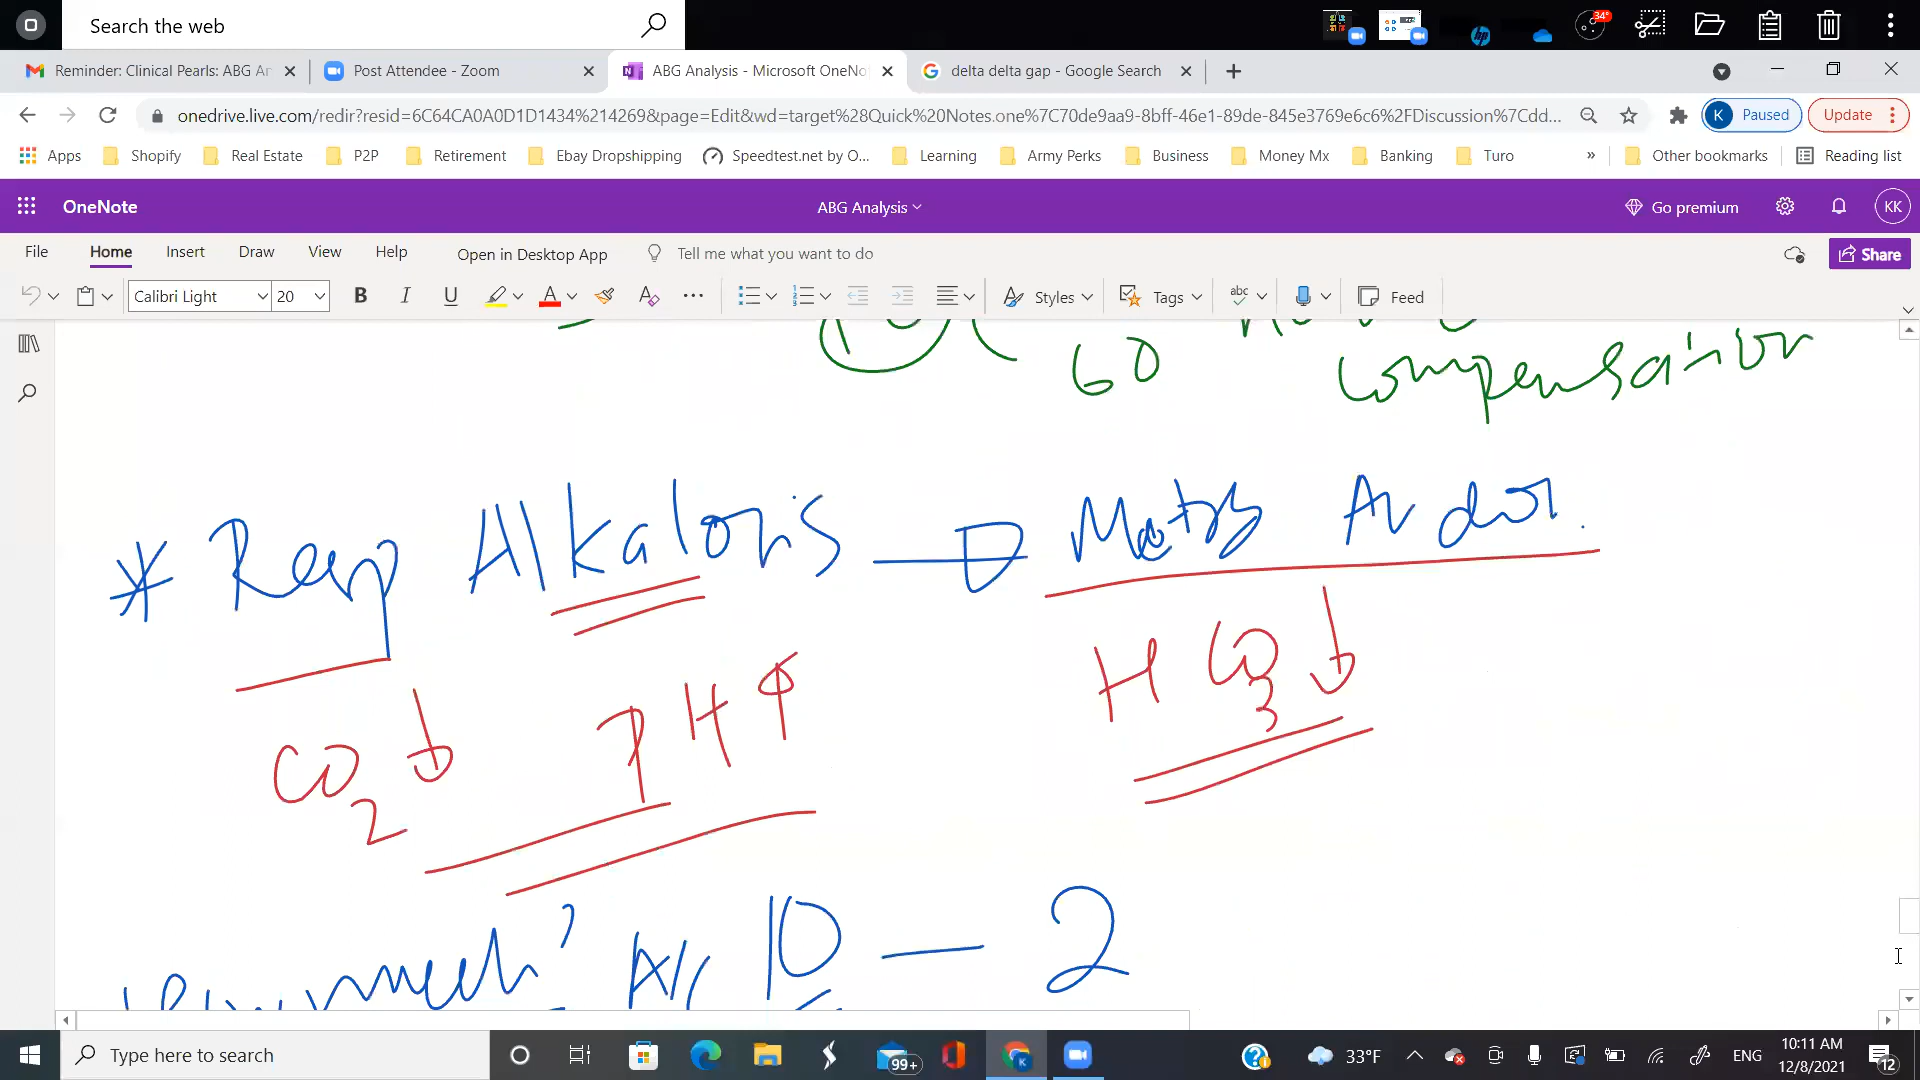 Search the web
34°
Reminder: Clinical Pearls: ABG An
Post Attendee - Zoom
ABG Analysis - Microsoft OneNo
delta delta gap - Google Search
onedrive.live.com/redir?resid=6C64CA0A0D1D1434%214269&page=Edit&wd=target%28Quick%20Notes.one%7C70de9aa9-8bff-46e1-89de-845e3769e6c6%2FDiscussion%7Cdd...
K Paused
Update
Apps Shopify Real Estate P2P Retirement Ebay Dropshipping Speedtest.net by O... Learning Army Perks Business Money Mx Banking Turo » Other bookmarks Reading list
OneNote
ABG Analysis
Go premium
KK
File Home Insert Draw View Help Open in Desktop App Tell me what you want to do
Share
Calibri Light 20 B I U A Styles Tags abc Feed
60 compensation
* Resp Alkalosis → Metab Acidos.
CO2 ↓ PH ↑ HCO3 ↓
10 — 2
Type here to search
99+
33°F
ENG
10:11 AM
12/8/2021
12